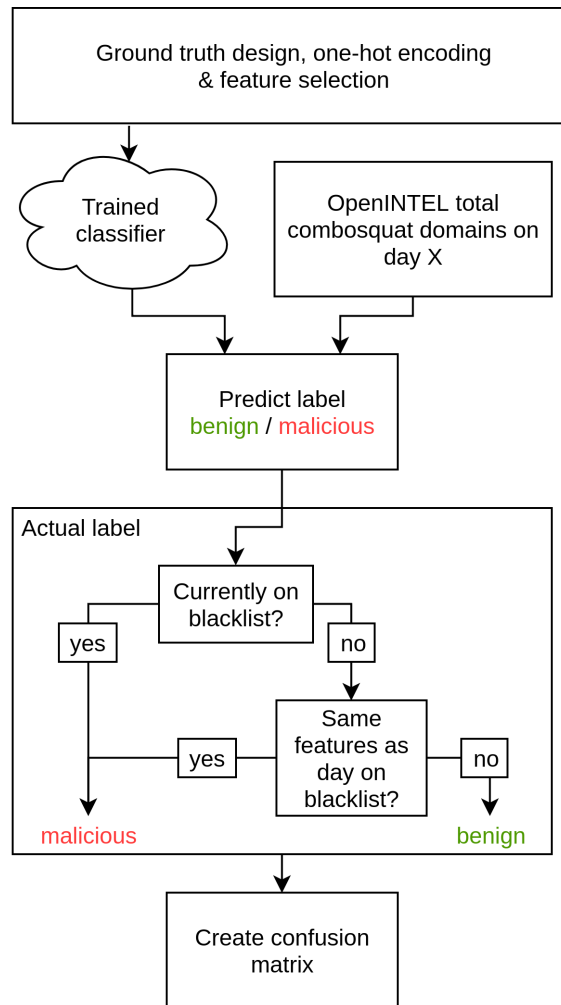 Ground truth design, one-hot encoding
& feature selection
Trained
classifier
OpenINTEL total
combosquat domains on
day X
Predict label
benign / malicious
Actual label
Currently on
blacklist?
yes
no
Same
features as
day on
blacklist?
yes
no
malicious
benign
Create confusion
matrix